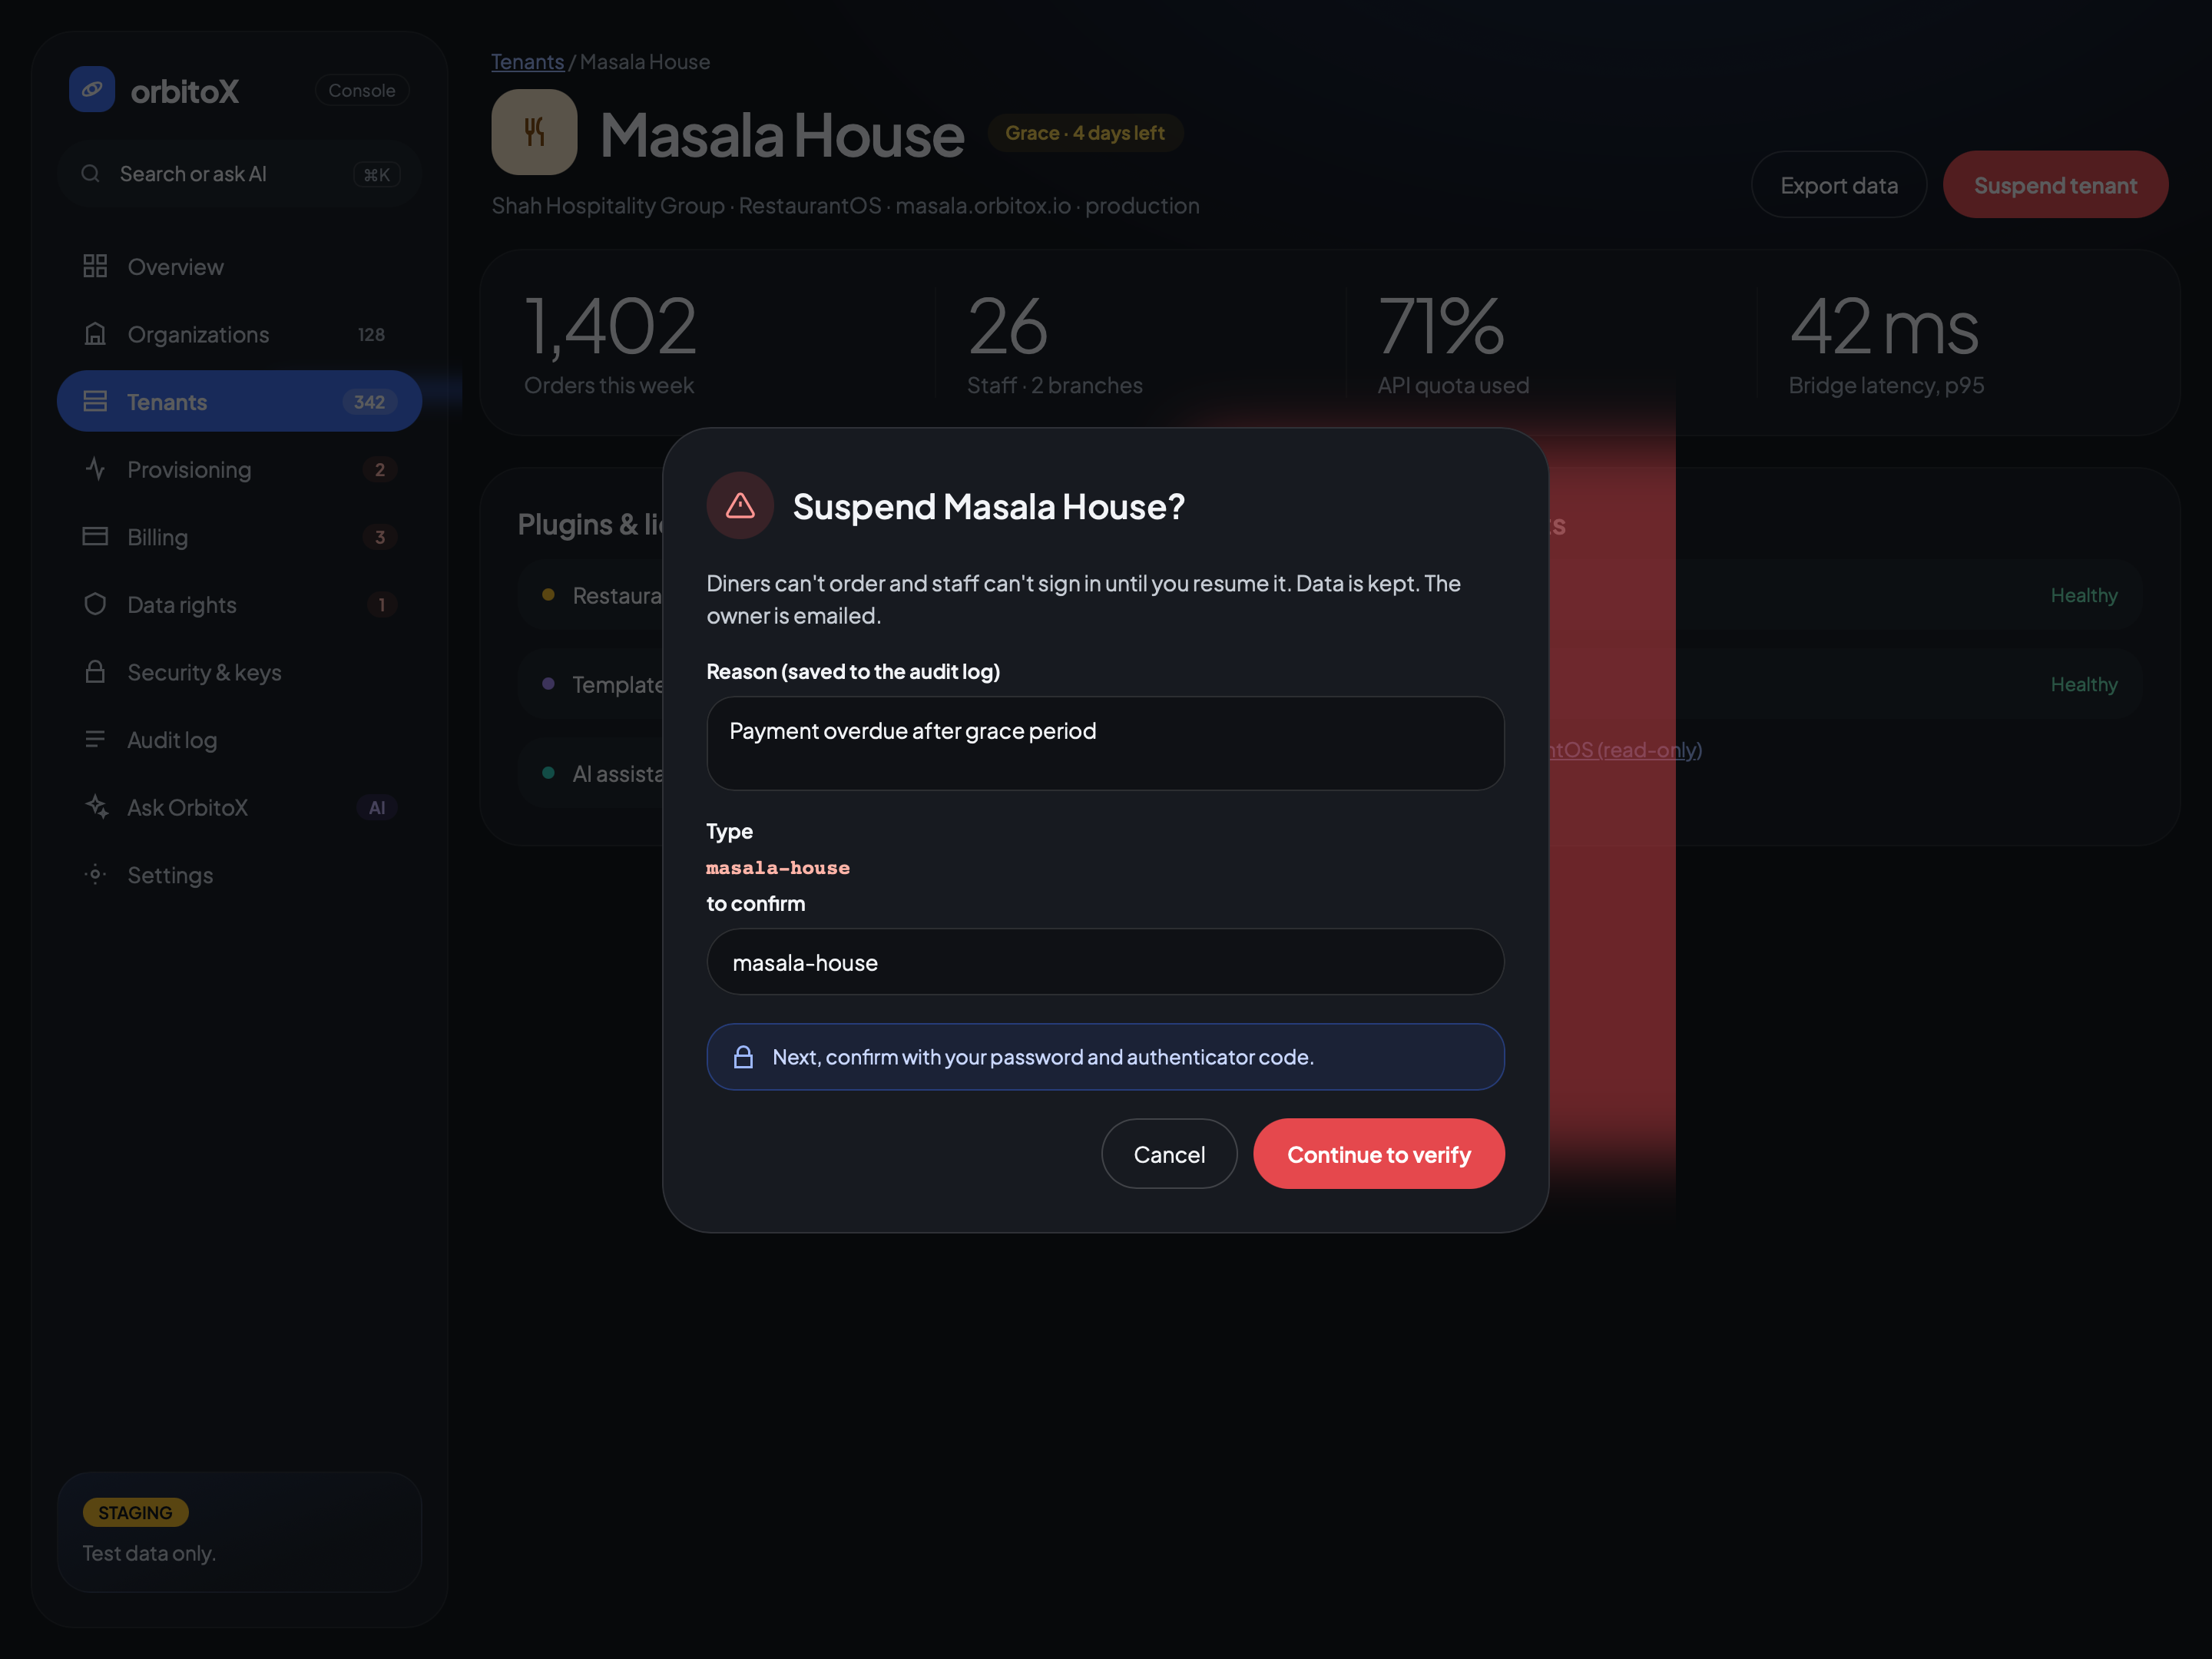 orbitoX
Console
Search or ask AI
⌘K
Overview
Organizations 128
Tenants 342
Provisioning 2
Billing 3
Data rights 1
Security & keys
Audit log
Ask OrbitoX AI
Settings
STAGING
Test data only.
Tenants / Masala House
Masala House
Grace · 4 days left
Shah Hospitality Group · RestaurantOS · masala.orbitox.io · production
Export data
Suspend tenant
1,402
Orders this week
26
Staff · 2 branches
71%
API quota used
42 ms
Bridge latency, p95
Plugins &
Healthy
Healthy
(read-only)
Suspend Masala House?
Diners can't order and staff can't sign in until you resume it. Data is kept. The
owner is emailed.
Reason (saved to the audit log)
Payment overdue after grace period
Type
masala-house
to confirm
masala-house
Next, confirm with your password and authenticator code.
Cancel
Continue to verify